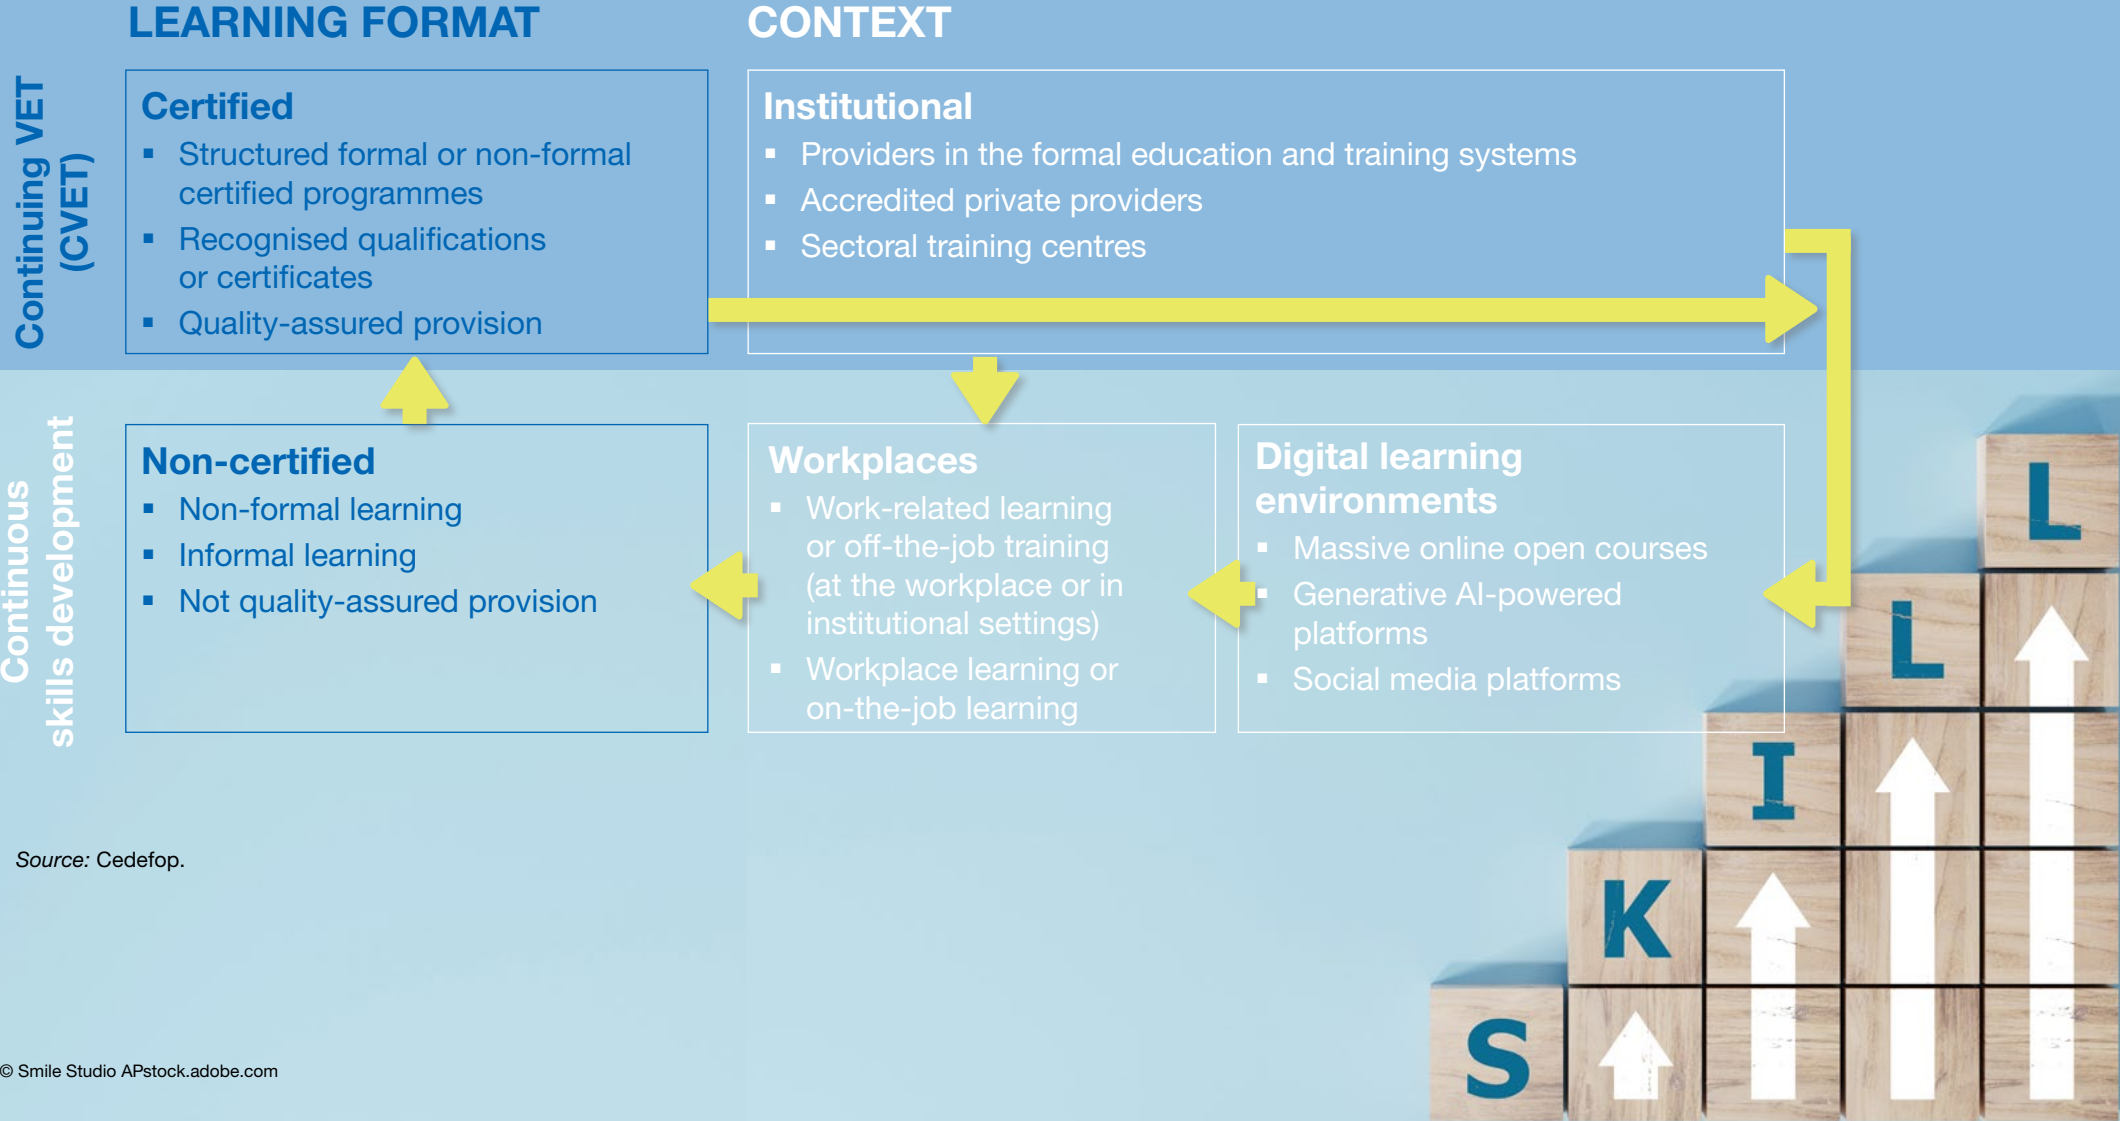 LEARNING FORMAT
CONTEXT
Continuing VET
(CVET)
Certified
▪ Structured formal or non-formal
certified programmes
▪ Recognised qualifications
or certificates
▪ Quality-assured provision
Institutional
▪ Providers in the formal education and training systems
▪ Accredited private providers
▪ Sectoral training centres
Continuous
skills development
Non-certified
▪ Non-formal learning
▪ Informal learning
▪ Not quality-assured provision
Workplaces
▪ Work-related learning
or off-the-job training
(at the workplace or in
institutional settings)
▪ Workplace learning or
on-the-job learning
Digital learning
environments
▪ Massive online open courses
▪ Generative AI-powered
platforms
▪ Social media platforms
S
K
I
L
L
Source: Cedefop.
© Smile Studio APstock.adobe.com